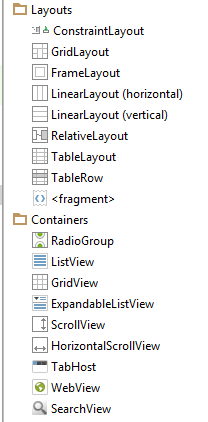 Layouts
ConstraintLayout
GridLayout
FrameLayout
LinearLayout (horizontal)
LinearLayout (vertical)
RelativeLayout
TableLayout
TableRow
<fragment>
Containers
RadioGroup
ListView
GridView
ExpandableListView
ScrollView
HorizontalScrollView
TabHost
WebView
SearchView